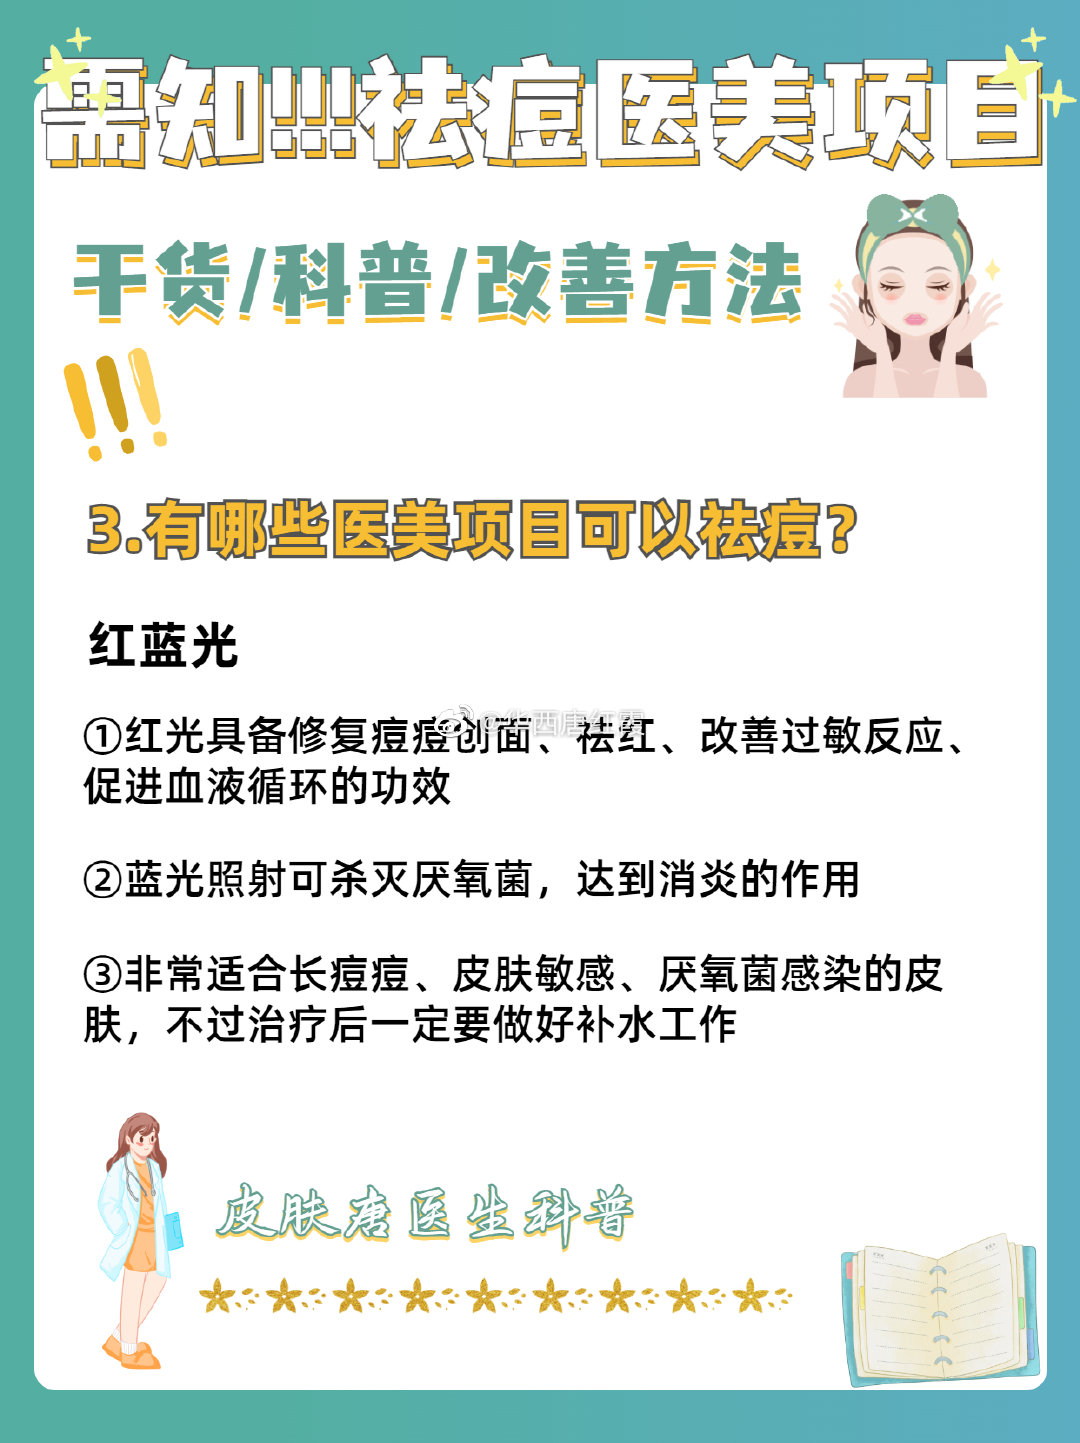 需知!!!祛痘医美项目
干货/科普/改善方法
!!!
3.有哪些医美项目可以祛痘？
红蓝光
①红光具备修复痘痘创面、祛红、改善过敏反应、
促进血液循环的功效
@华西唐红霞
②蓝光照射可杀灭厌氧菌，达到消炎的作用
③非常适合长痘痘、皮肤敏感、厌氧菌感染的皮
肤，不过治疗后一定要做好补水工作
皮肤唐医生科普